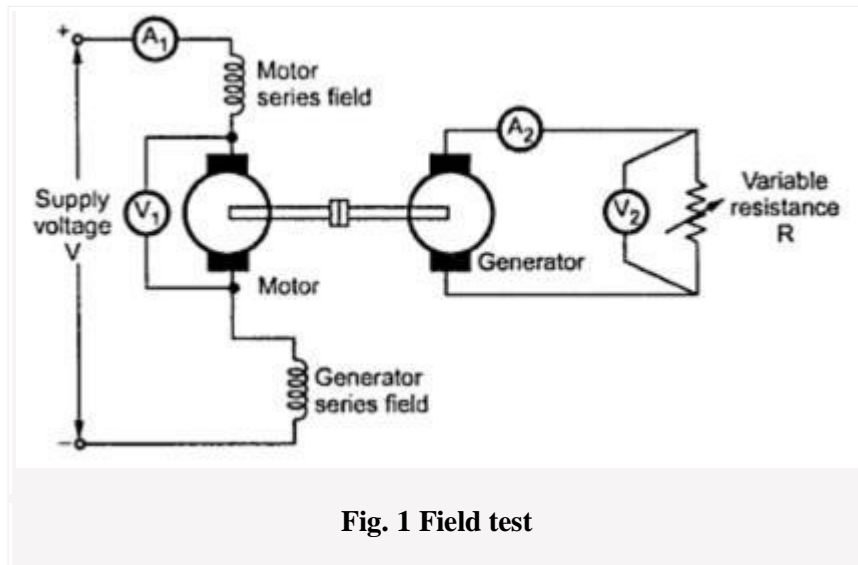 +
A1
Motor
series field
A2
Supply
voltage
V
V1
V2
Variable
resistance
R
Generator
Motor
Generator
series field
−
Fig. 1 Field test